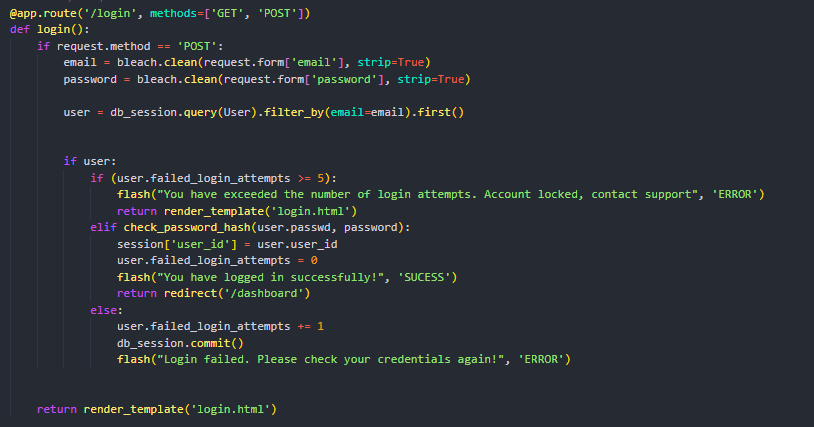 @app.route('/login', methods=['GET', 'POST'])
def login():
    if request.method == 'POST':
        email = bleach.clean(request.form['email'], strip=True)
        password = bleach.clean(request.form['password'], strip=True)
        user = db_session.query(User).filter_by(email=email).first()
        if user:
            if (user.failed_login_attempts >= 5):
                flash("You have exceeded the number of login attempts. Account locked, contact support", 'ERROR')
                return render_template('login.html')
            elif check_password_hash(user.passwd, password):
                session['user_id'] = user.user_id
                user.failed_login_attempts = 0
                flash("You have logged in successfully!", 'SUCESS')
                return redirect('/dashboard')
            else:
                user.failed_login_attempts += 1
                db_session.commit()
                flash("Login failed. Please check your credentials again!", 'ERROR')
    return render_template('login.html')